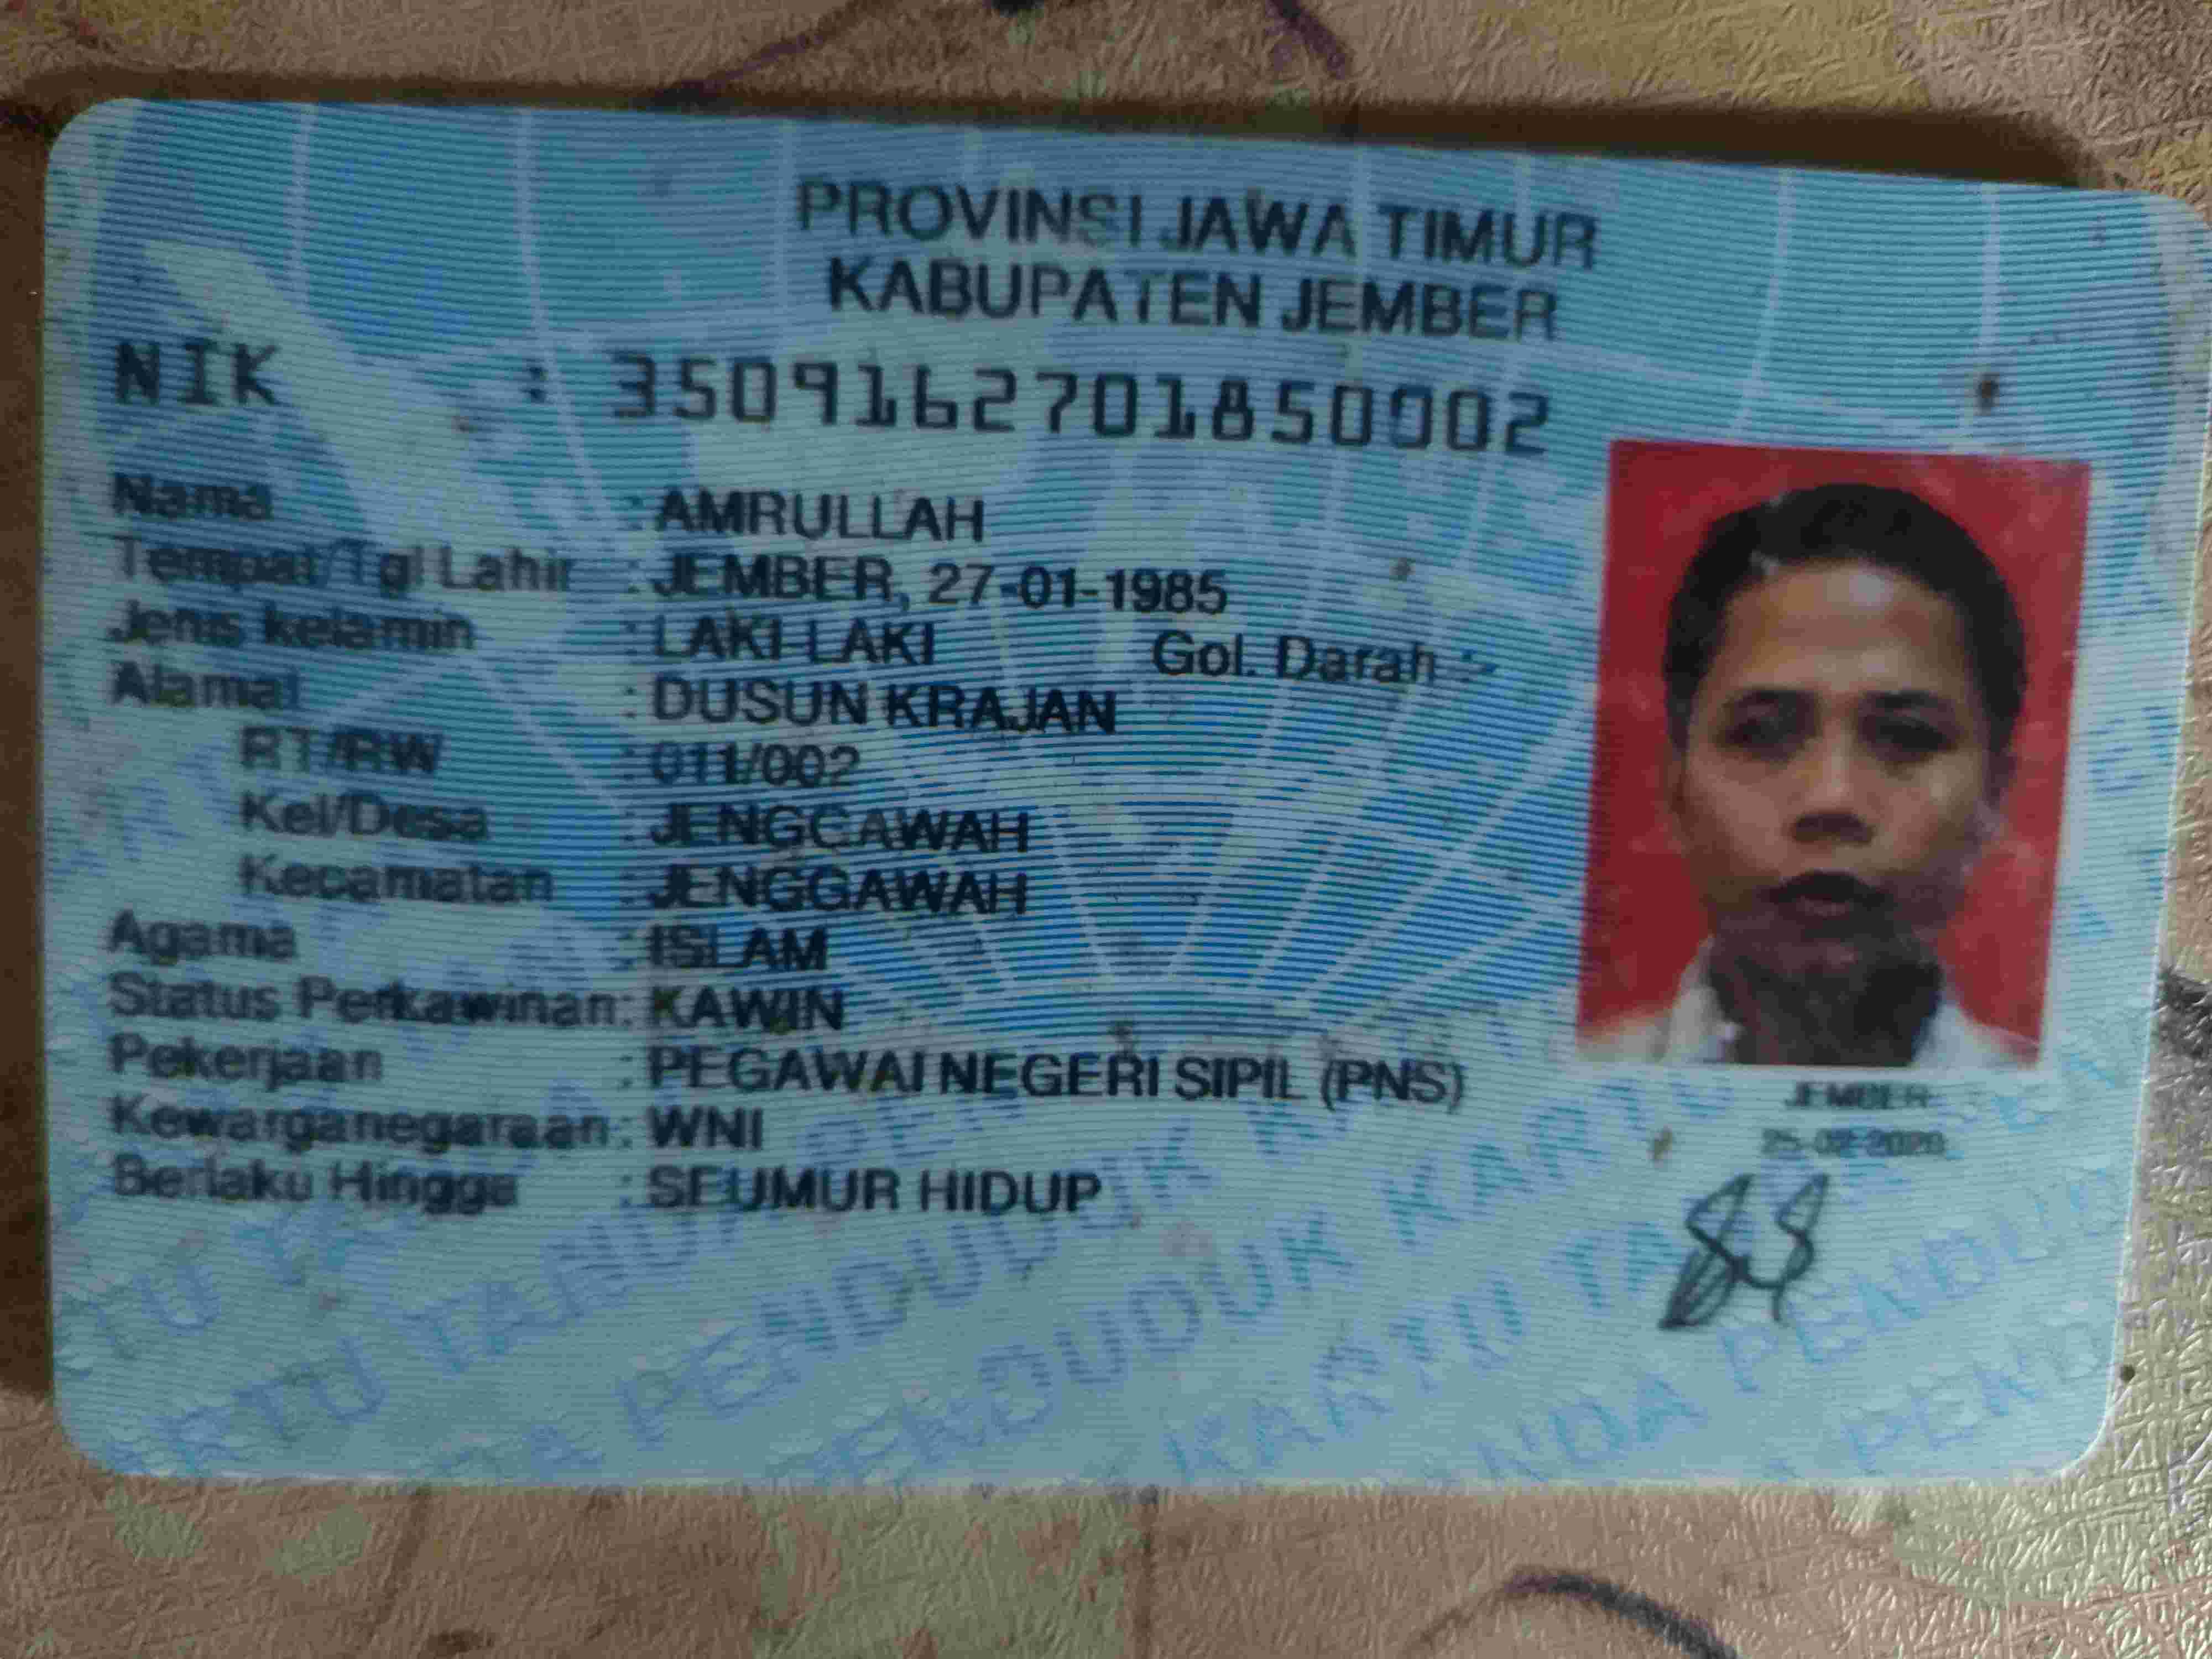 PROVINSI JAWA TIMUR
KABUPATEN JEMBER
NIK : 3509162701850002
Nama : AMRULLAH
Tempat/Tgl Lahir : JEMBER, 27-01-1985
Jenis kelamin : LAKI-LAKI Gol. Darah : -
Alamat : DUSUN KRAJAN
RT/RW : 011/002
Kel/Desa : JENGGAWAH
Kecamatan : JENGGAWAH
Agama : ISLAM
Status Perkawinan: KAWIN
Pekerjaan : PEGAWAI NEGERI SIPIL (PNS)
Kewarganegaraan: WNI
Berlaku Hingga : SEUMUR HIDUP
JEMBER
25-02-2020